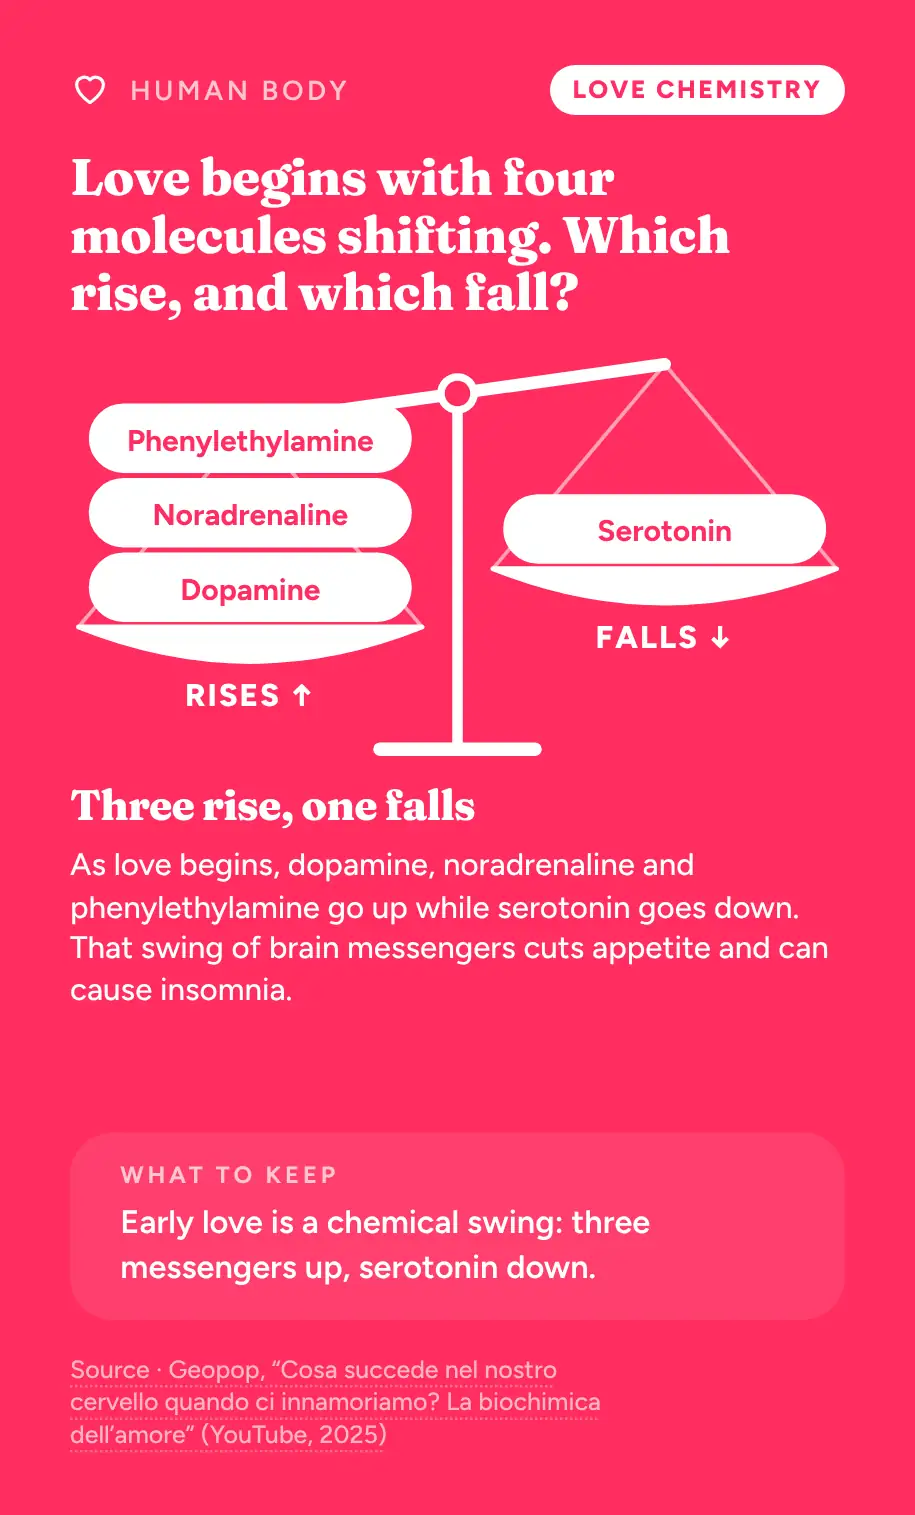 HUMAN BODY
LOVE CHEMISTRY
Love begins with four
molecules shifting. Which
rise, and which fall?
Phenylethylamine
Noradrenaline
Dopamine
RISES ↑
Serotonin
FALLS ↓
Three rise, one falls
As love begins, dopamine, noradrenaline and
phenylethylamine go up while serotonin goes down.
That swing of brain messengers cuts appetite and can
cause insomnia.
WHAT TO KEEP
Early love is a chemical swing: three
messengers up, serotonin down.
Source · Geopop, “Cosa succede nel nostro
cervello quando ci innamoriamo? La biochimica
dell’amore” (YouTube, 2025)